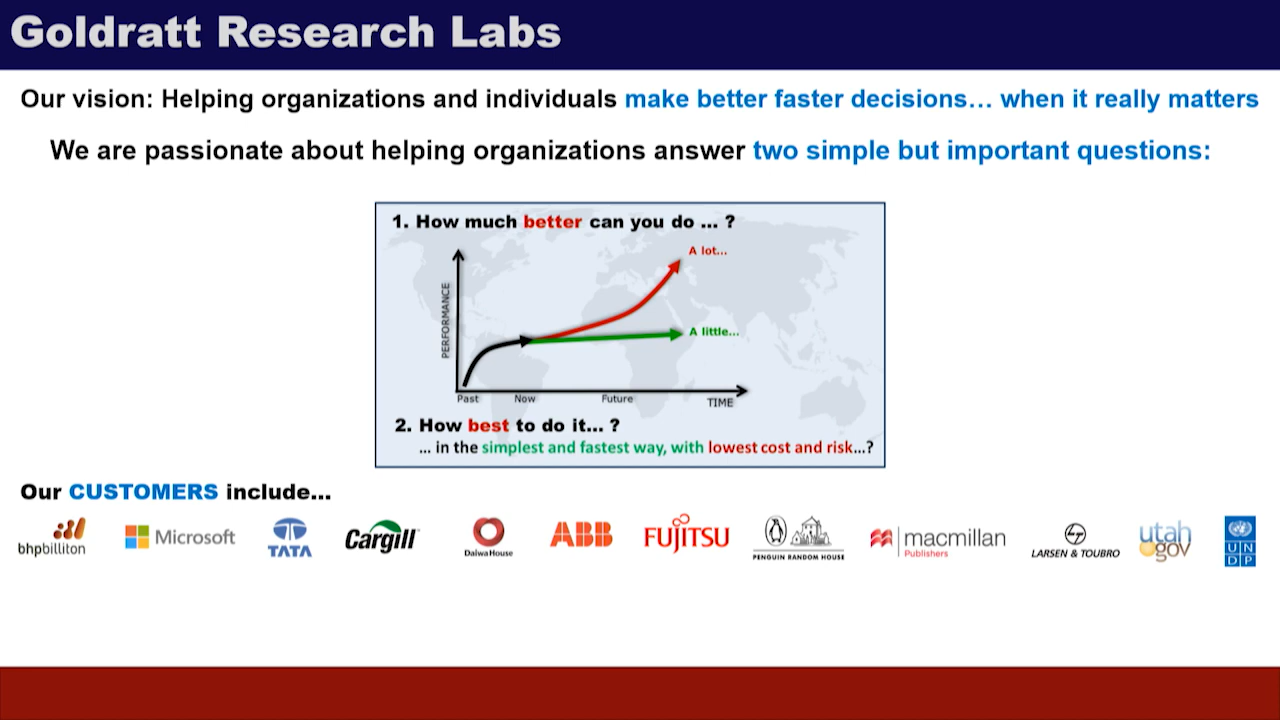 Goldratt Research Labs
Our vision: Helping organizations and individuals make better faster decisions... when it really matters
We are passionate about helping organizations answer two simple but important questions:
1. How much better can you do ... ?
A lot...
PERFORMANCE
A little...
Past Now Future TIME
2. How best to do it... ?
... in the simplest and fastest way, with lowest cost and risk...?
Our CUSTOMERS include...
bhpbilliton
Microsoft
TATA
Cargill
Daiwa House
ABB
FUJITSU
PENGUIN RANDOM HOUSE
macmillan
Publishers
LARSEN & TOUBRO
utah
gov
UN
DP